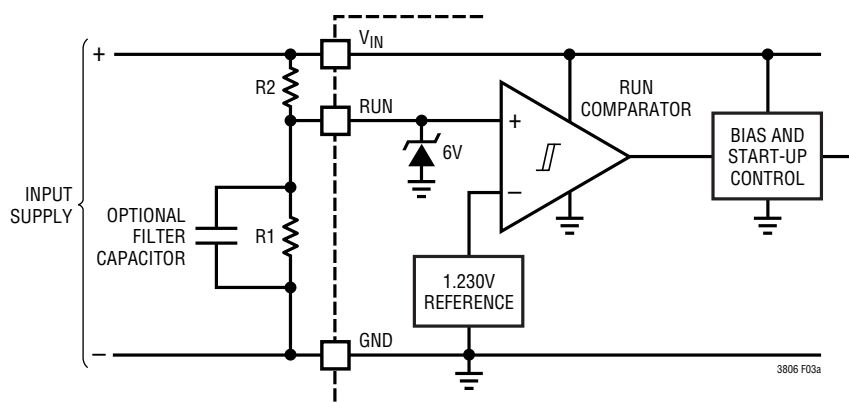 +
V_IN
R2
RUN
6V
+
−
RUN
COMPARATOR
BIAS AND
START-UP
CONTROL
INPUT
SUPPLY
OPTIONAL
FILTER
CAPACITOR
R1
1.230V
REFERENCE
−
GND
3806 F03a